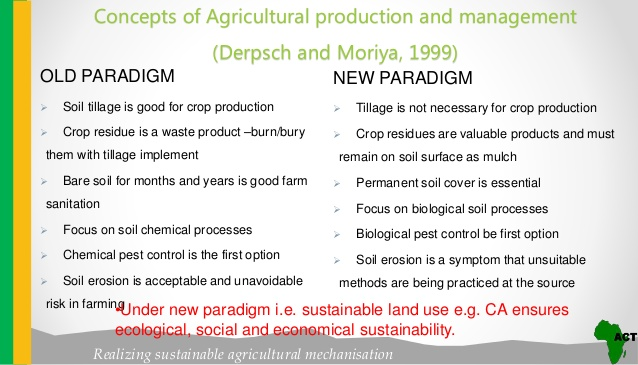 Concepts of Agricultural production and management
(Derpsch and Moriya, 1999)
OLD PARADIGM
➢ Soil tillage is good for crop production
➢ Crop residue is a waste product –burn/bury
them with tillage implement
➢ Bare soil for months and years is good farm
sanitation
➢ Focus on soil chemical processes
➢ Chemical pest control is the first option
➢ Soil erosion is acceptable and unavoidable
risk in farming
NEW PARADIGM
➢ Tillage is not necessary for crop production
➢ Crop residues are valuable products and must
remain on soil surface as mulch
➢ Permanent soil cover is essential
➢ Focus on biological soil processes
➢ Biological pest control be first option
➢ Soil erosion is a symptom that unsuitable
methods are being practiced at the source
•Under new paradigm i.e. sustainable land use e.g. CA ensures
ecological, social and economical sustainability.
Realizing sustainable agricultural mechanisation
ACT